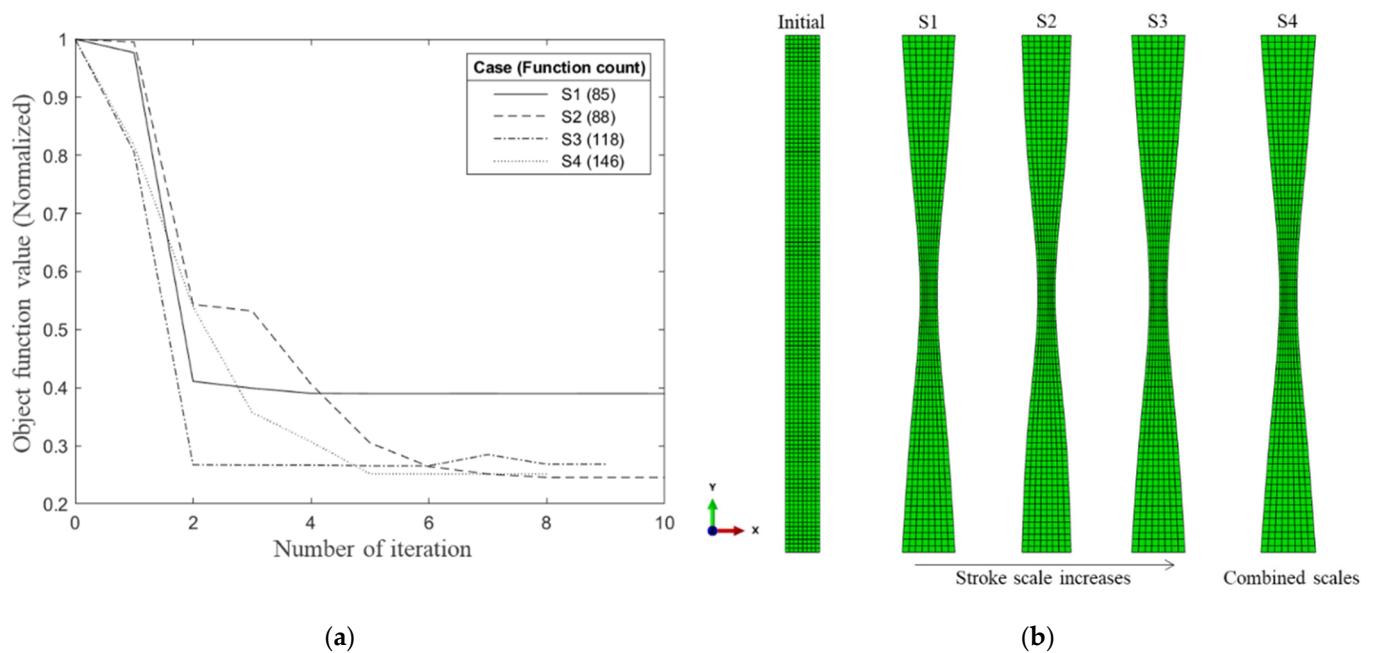 Object function value (Normalized)
1
0.9
0.8
0.7
0.6
0.5
0.4
0.3
0.2
0
2
4
6
8
10
Number of iteration
Case (Function count)
S1 (85)
S2 (88)
S3 (118)
S4 (146)
(a)
Initial
S1
S2
S3
S4
Y
X
Stroke scale increases
Combined scales
(b)